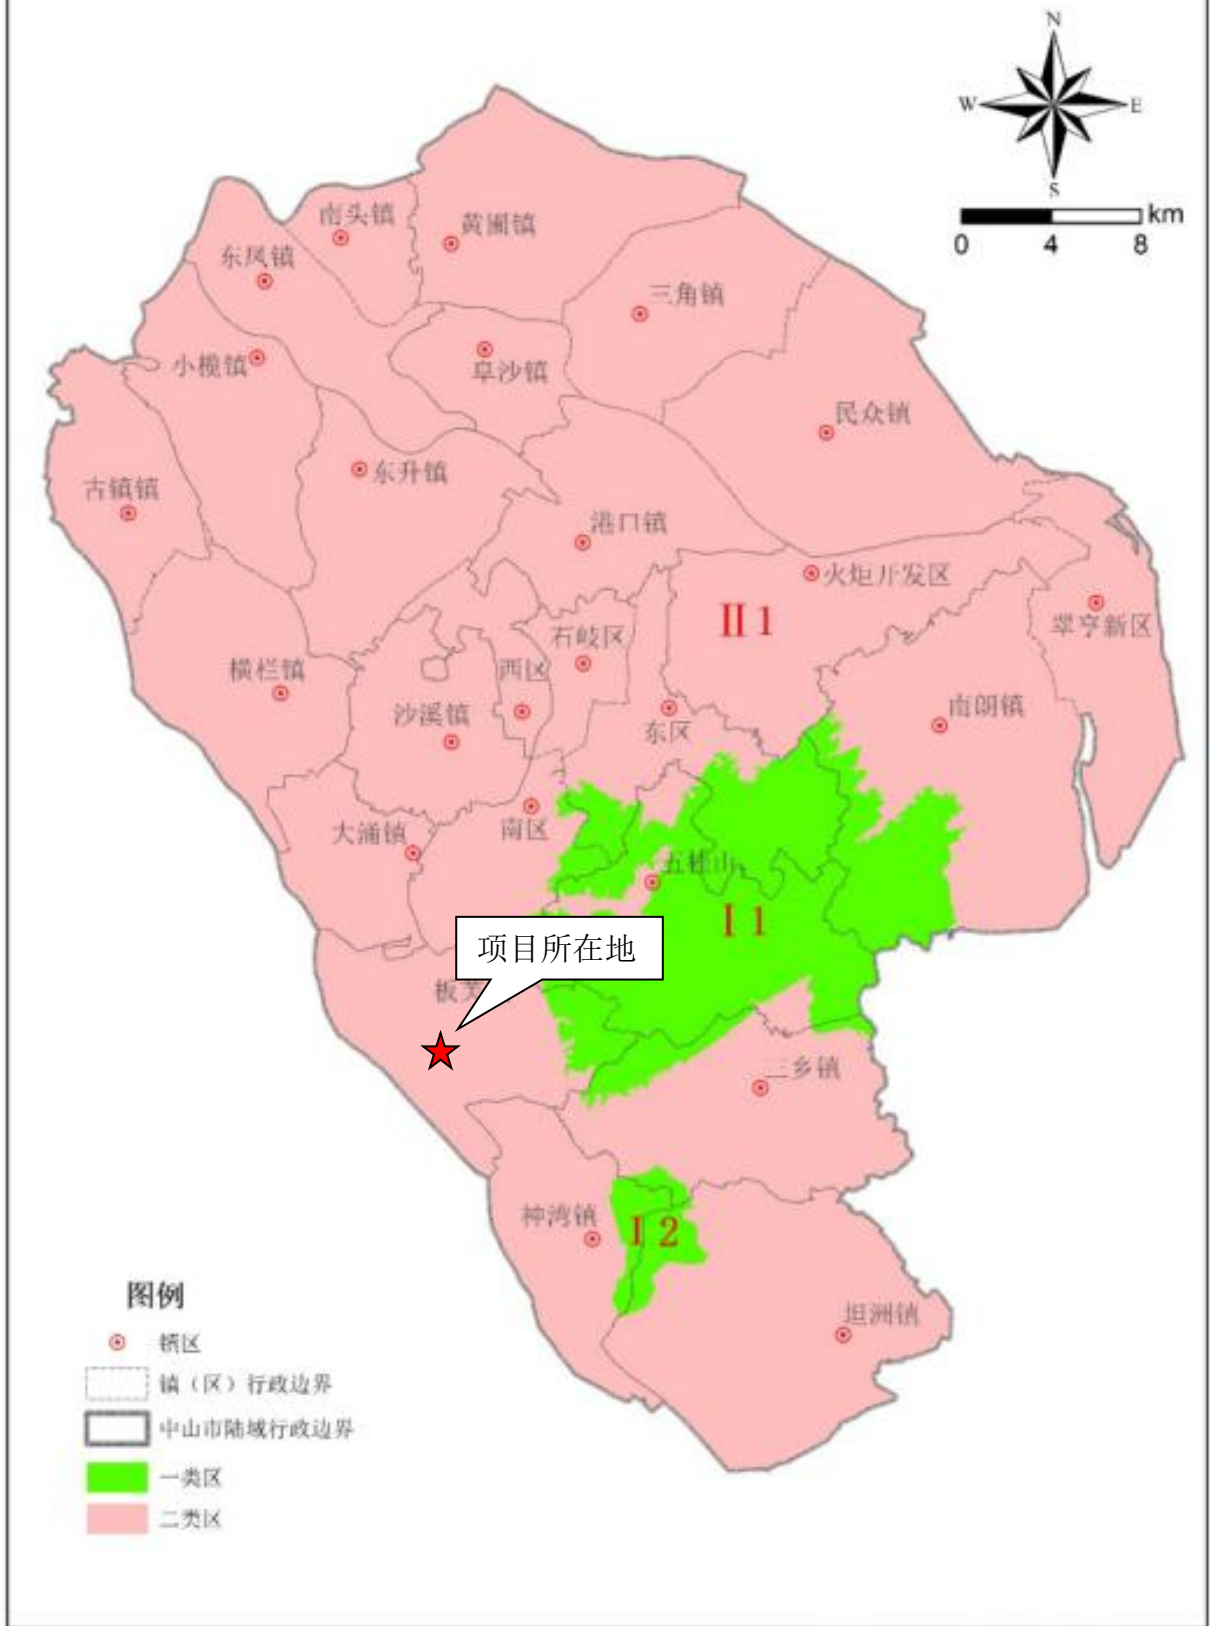 N
W E
S
km
0 4 8
南头镇
黄圃镇
东凤镇
三角镇
小榄镇
阜沙镇
民众镇
东升镇
古镇镇
港口镇
火炬开发区
II 1
翠亨新区
石岐区
西区
横栏镇
南朗镇
沙溪镇
东区
南区
大涌镇
五桂山
I 1
项目所在地
板芙
三乡镇
神湾镇
I 2
坦洲镇
图例
镇区
镇（区）行政边界
中山市陆域行政边界
一类区
二类区